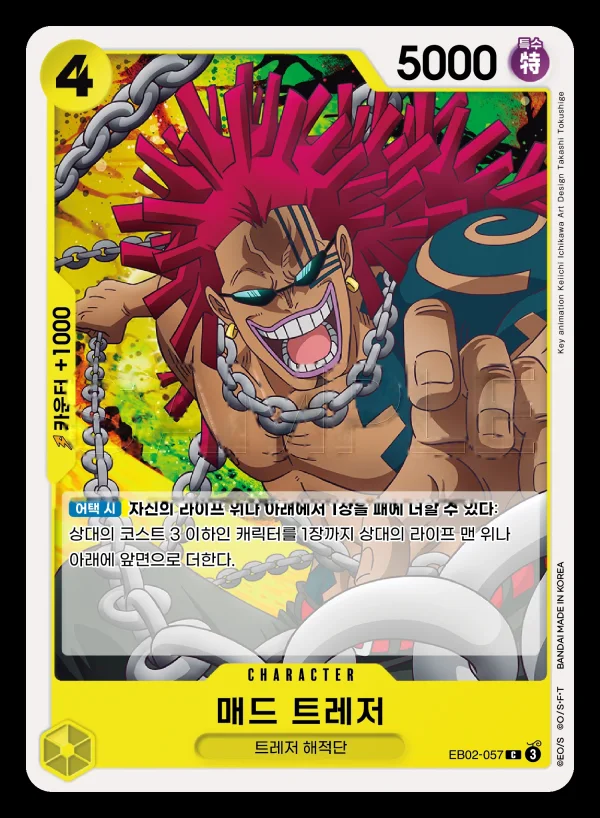 4
5000
특수
特
Key animation Keiichi Ichikawa Art Design Takashi Tokushige
카운터 +1000
SAMPLE
어택 시 자신의 라이프 위나 아래에서 1장을 패에 더할 수 있다:
상대의 코스트 3 이하인 캐릭터를 1장까지 상대의 라이프 맨 위나
아래에 앞면으로 더한다.
CHARACTER
매드 트레저
트레저 해적단
EB02-057 C 3
©EO/S ©O/S·F·T BANDAI MADE IN KOREA